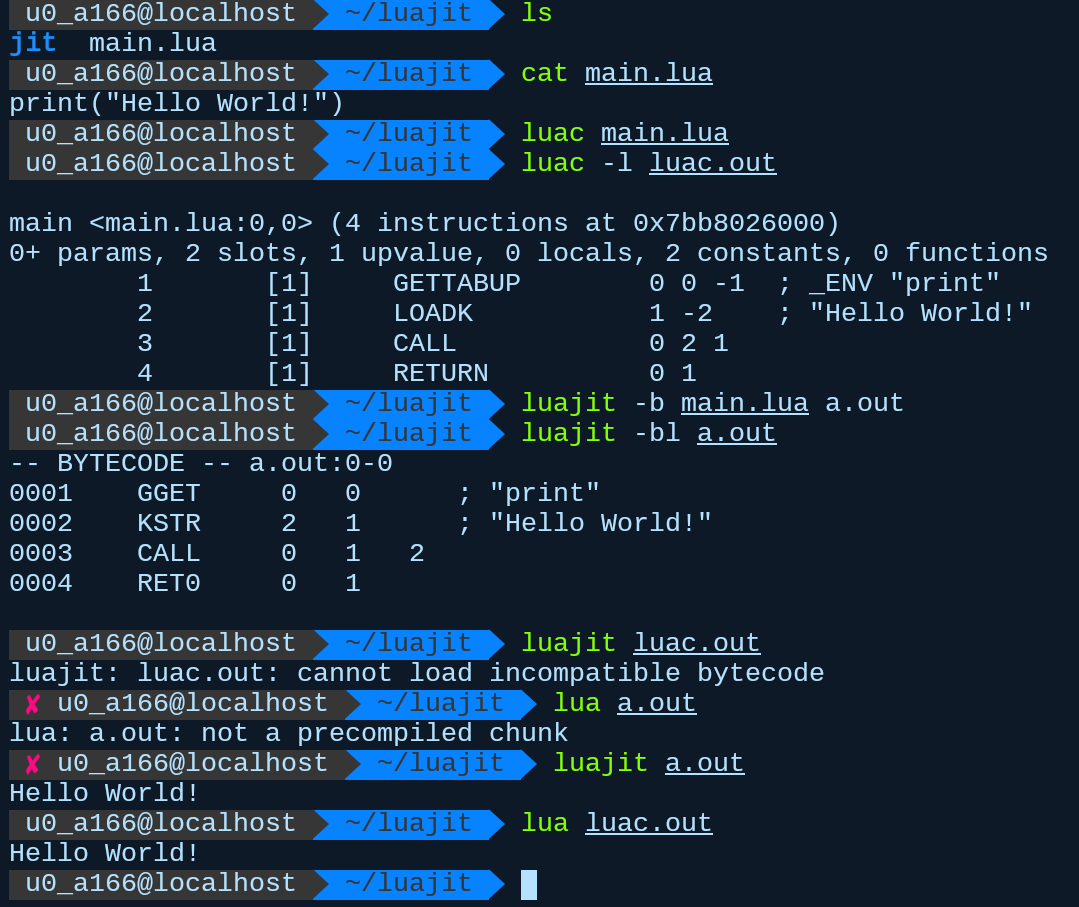 u0_a166@localhost ~/luajit ls
jit main.lua
u0_a166@localhost ~/luajit cat main.lua
print("Hello World!")
u0_a166@localhost ~/luajit luac main.lua
u0_a166@localhost ~/luajit luac -l luac.out
main <main.lua:0,0> (4 instructions at 0x7bb8026000)
0+ params, 2 slots, 1 upvalue, 0 locals, 2 constants, 0 functions
1 [1] GETTABUP 0 0 -1 ; _ENV "print"
2 [1] LOADK 1 -2 ; "Hello World!"
3 [1] CALL 0 2 1
4 [1] RETURN 0 1
u0_a166@localhost ~/luajit luajit -b main.lua a.out
u0_a166@localhost ~/luajit luajit -bl a.out
-- BYTECODE -- a.out:0-0
0001 GGET 0 0 ; "print"
0002 KSTR 2 1 ; "Hello World!"
0003 CALL 0 1 2
0004 RET0 0 1
u0_a166@localhost ~/luajit luajit luac.out
luajit: luac.out: cannot load incompatible bytecode
✘ u0_a166@localhost ~/luajit lua a.out
lua: a.out: not a precompiled chunk
✘ u0_a166@localhost ~/luajit luajit a.out
Hello World!
u0_a166@localhost ~/luajit lua luac.out
Hello World!
u0_a166@localhost ~/luajit